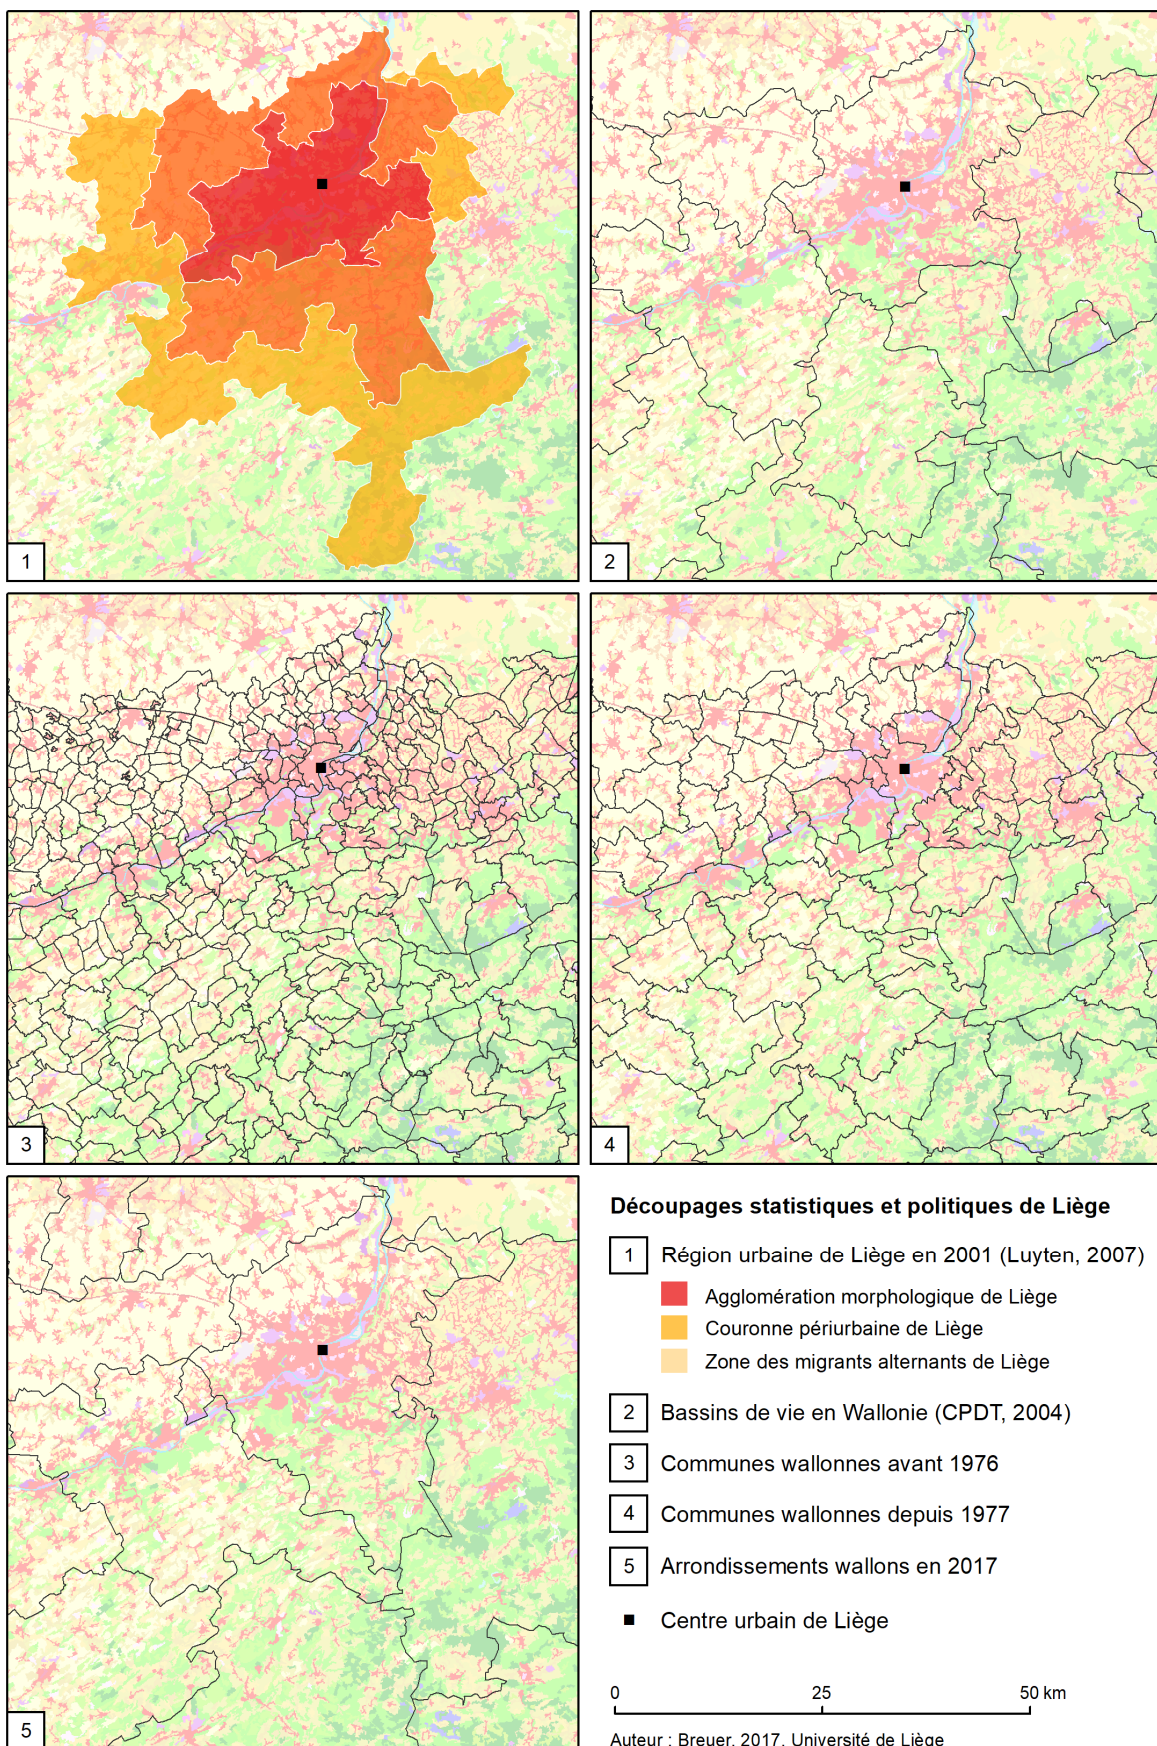 1
2
3
4
5
Découpages statistiques et politiques de Liège
1 Région urbaine de Liège en 2001 (Luyten, 2007)
Agglomération morphologique de Liège
Couronne périurbaine de Liège
Zone des migrants alternants de Liège
2 Bassins de vie en Wallonie (CPDT, 2004)
3 Communes wallonnes avant 1976
4 Communes wallonnes depuis 1977
5 Arrondissements wallons en 2017
Centre urbain de Liège
0 25 50 km
Auteur : Breuer, 2017, Université de Liège